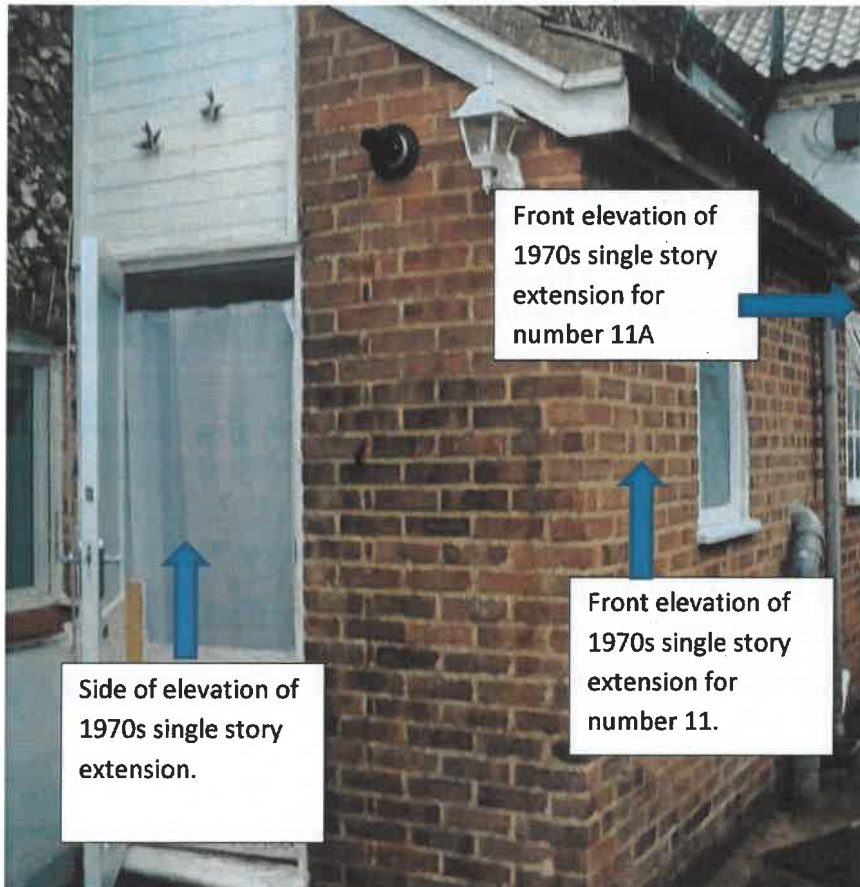 Front elevation of
1970s single story
extension for
number 11A
Front elevation of
1970s single story
extension for
number 11.
Side of elevation of
1970s single story
extension.